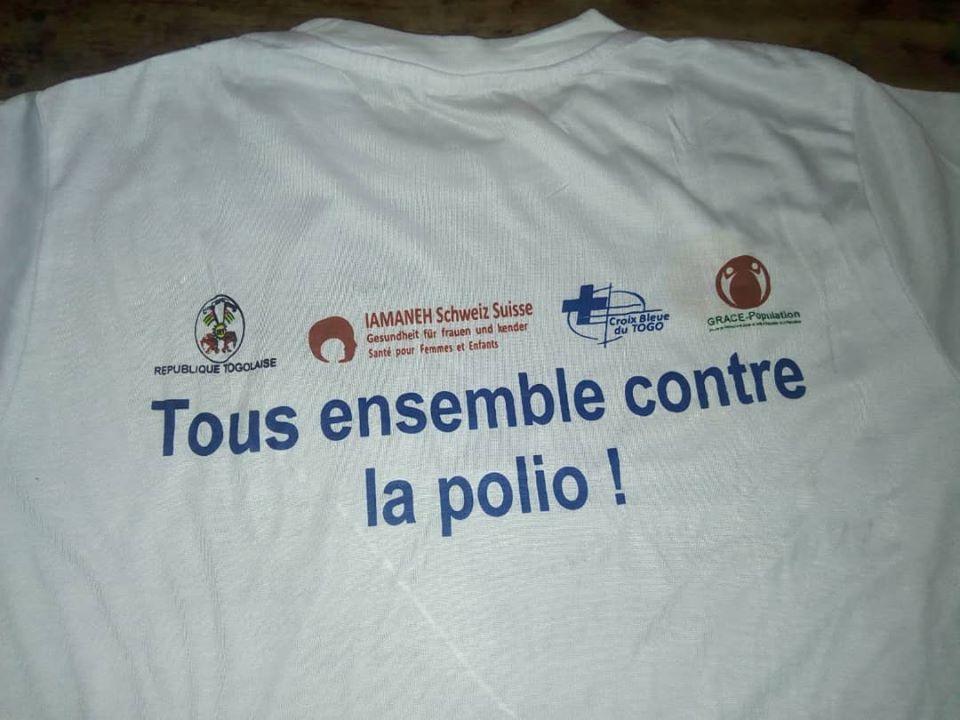 REPUBLIQUE TOGOLAISE
IAMANEH Schweiz Suisse
Gesundheit für frauen und kender
Santé pour Femmes et Enfants
Croix Bleue
du TOGO
GRACE-Population
Tous ensemble contre
la polio !